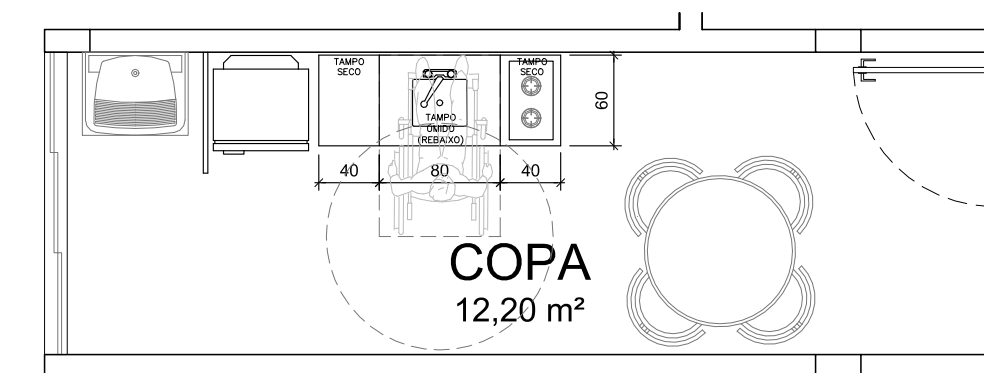 TAMPO
SECO
TAMPO
SECO
TAMPO
ÚMIDO
(REBAIXO)
60
40
80
40
COPA
12,20 m²